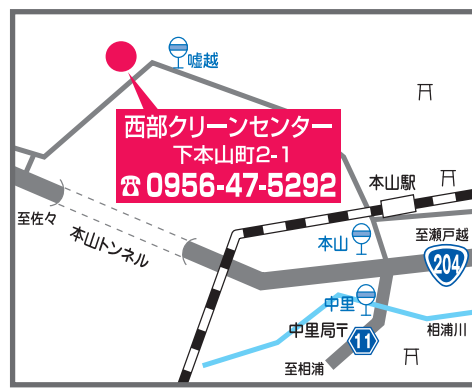 嘘越
西部クリーンセンター
下本山町2-1
☎ 0956-47-5292
本山駅
至佐々
本山トンネル
本山
至瀬戸越
204
中里
中里局〒
11
相浦川
至相浦